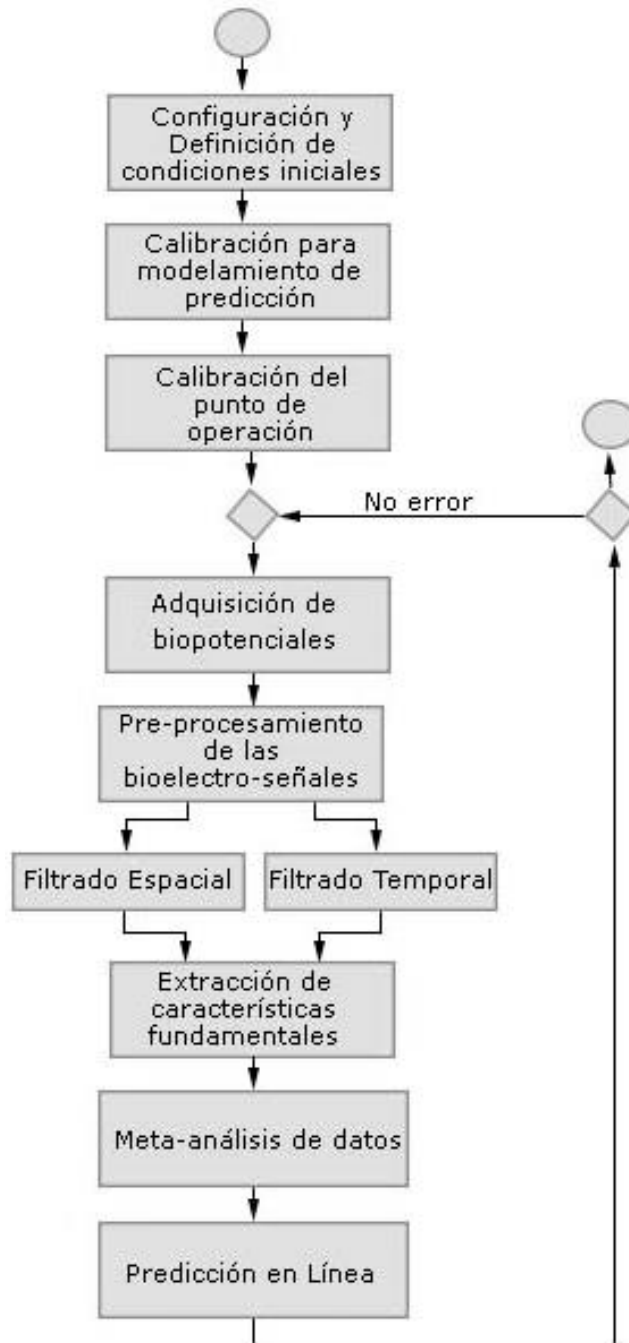 Configuración y
Definición de
condiciones iniciales
Calibración para
modelamiento de
predicción
Calibración del
punto de
operación
No error
Adquisición de
biopotenciales
Pre-procesamiento
de las
bioelectro-señales
Filtrado Espacial
Filtrado Temporal
Extracción de
características
fundamentales
Meta-análisis de datos
Predicción en Línea